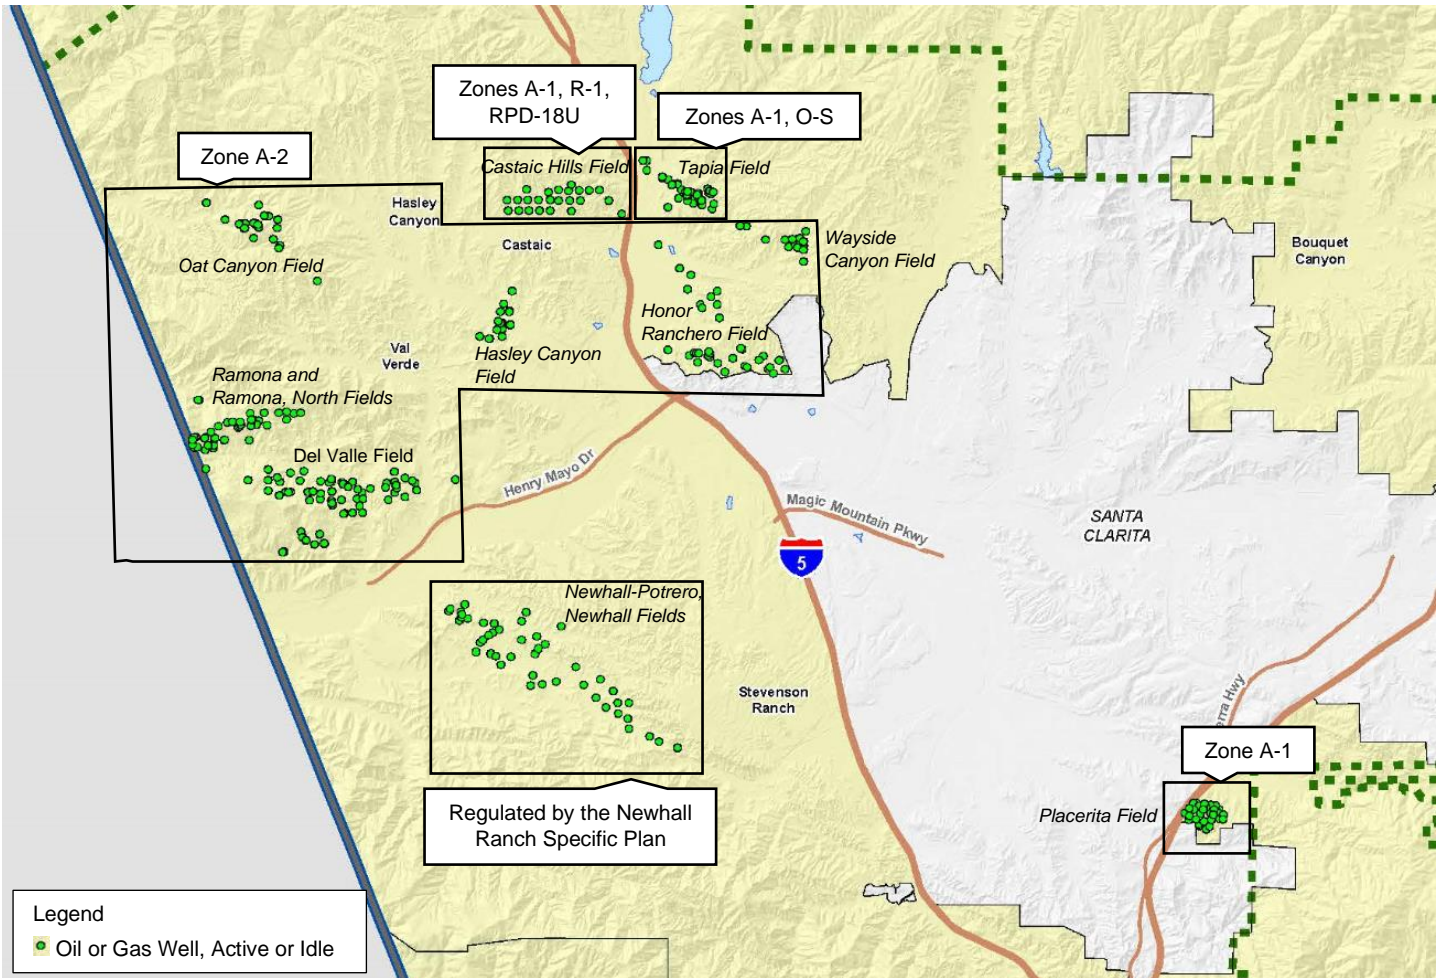 Zones A-1, R-1,
RPD-18U
Zones A-1, O-S
Zone A-2
Castaic Hills Field
Tapia Field
Hasley
Canyon
Castaic
Wayside
Canyon Field
Bouquet
Canyon
Oat Canyon Field
Honor
Ranchero Field
Val
Verde
Hasley Canyon
Field
Ramona and
Ramona, North Fields
Del Valle Field
Henry Mayo Dr
Magic Mountain Pkwy
SANTA
CLARITA
5
Newhall-Potrero,
Newhall Fields
Stevenson
Ranch
erra Hwy
Zone A-1
Placerita Field
Regulated by the Newhall
Ranch Specific Plan
Legend
Oil or Gas Well, Active or Idle